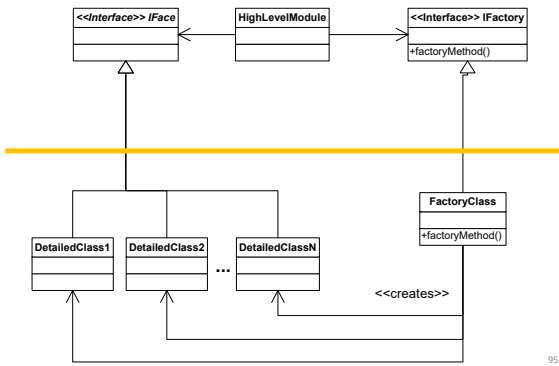 <<Interface>> IFace
HighLevelModule
<<Interface>> IFactory
+factoryMethod()
FactoryClass
+factoryMethod()
DetailedClass1
DetailedClass2
...
DetailedClassN
<<creates>>
95